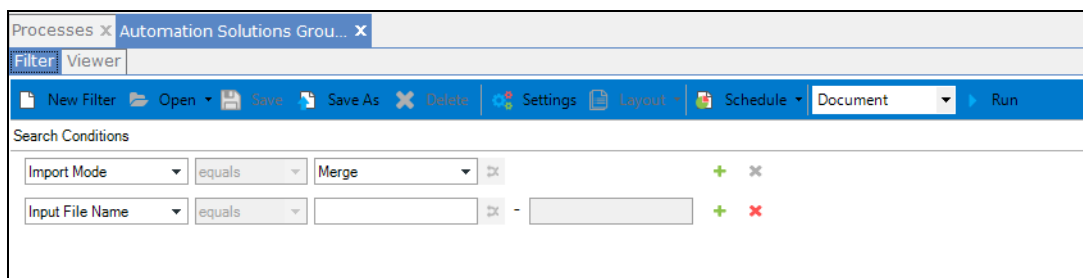 Processes X Automation Solutions Grou... X
Filter Viewer
New Filter Open Save Save As Delete Settings Layout Schedule Document Run
Search Conditions
Import Mode equals Merge
Input File Name equals -